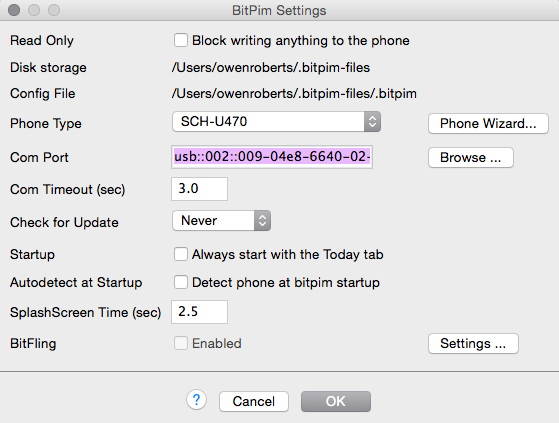 BitPim Settings
Read Only Block writing anything to the phone
Disk storage /Users/owenroberts/.bitpim-files
Config File /Users/owenroberts/.bitpim-files/.bitpim
Phone Type SCH-U470 Phone Wizard...
Com Port usb::002::009-04e8-6640-02- Browse ...
Com Timeout (sec) 3.0
Check for Update Never
Startup Always start with the Today tab
Autodetect at Startup Detect phone at bitpim startup
SplashScreen Time (sec) 2.5
BitFling Enabled Settings ...
? Cancel OK